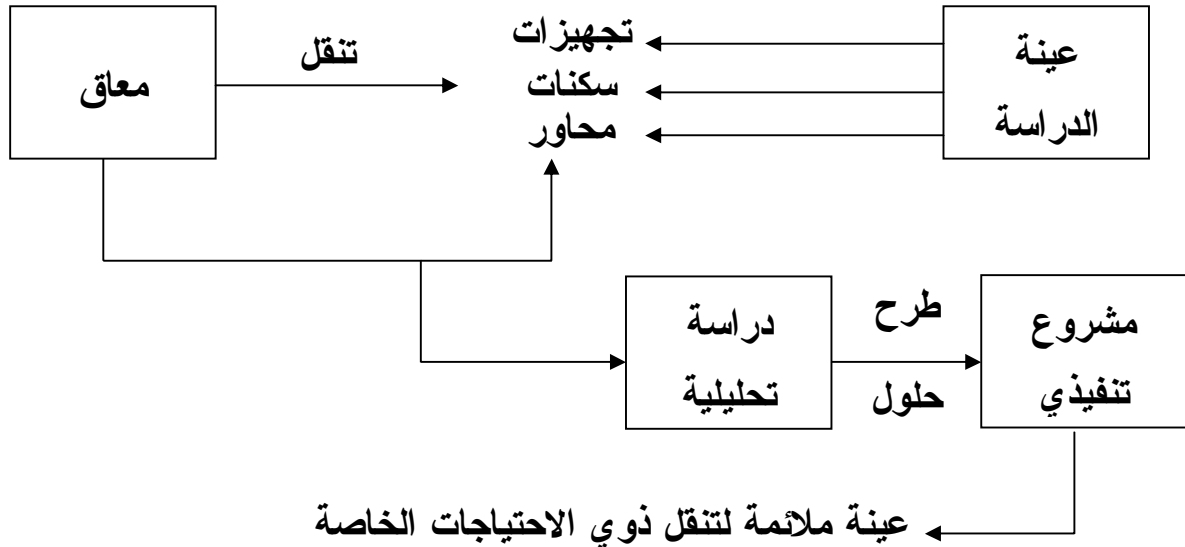 عينة
الدراسة
تجهيزات
سكنات
محاور
تنقل
معاق
دراسة
تحليلية
طرح
حلول
مشروع
تنفيذي
عينة ملائمة لتنقل ذوي الاحتياجات الخاصة